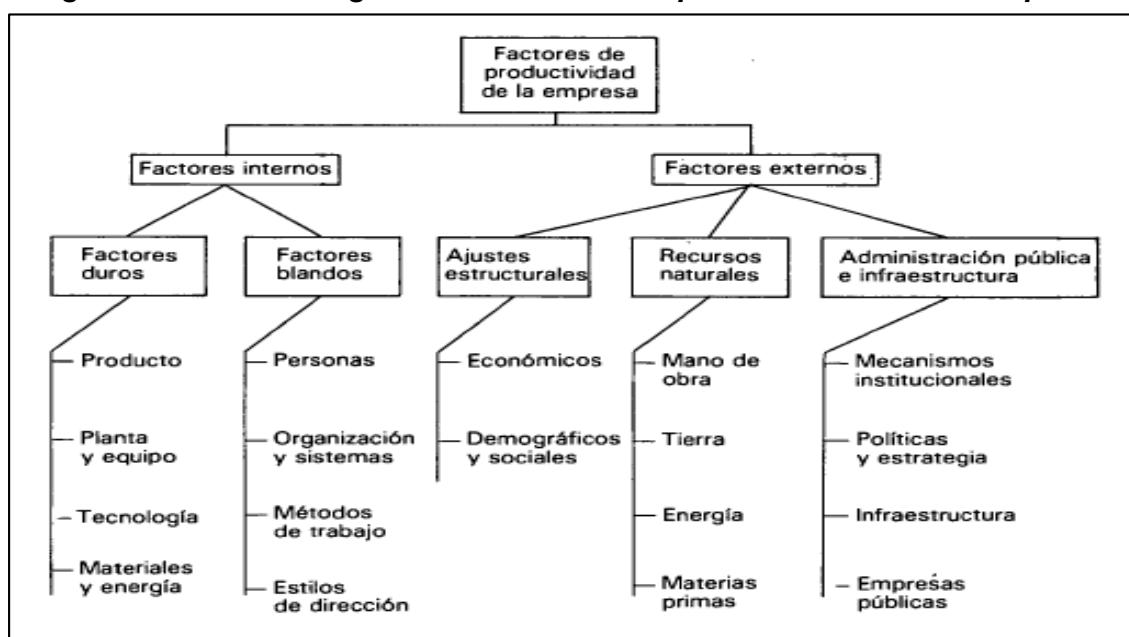 Factores de
productividad
de la empresa
Factores internos
Factores externos
Factores
duros
Factores
blandos
Ajustes
estructurales
Recursos
naturales
Administración pública
e infraestructura
Producto
Planta
y equipo
Tecnología
Materiales
y energía
Personas
Organización
y sistemas
Métodos
de trabajo
Estilos
de dirección
Económicos
Demográficos
y sociales
Mano de
obra
Tierra
Energía
Materias
primas
Mecanismos
institucionales
Políticas
y estrategia
Infraestructura
Empresas
públicas